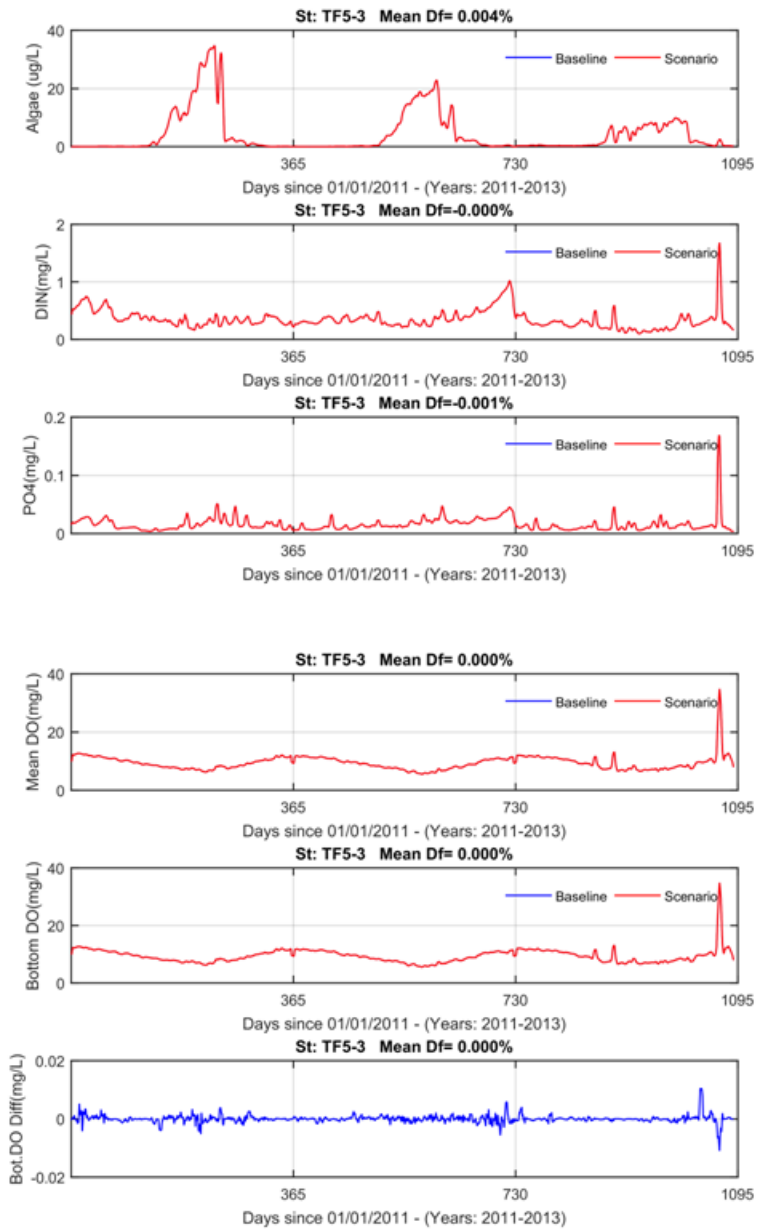 St: TF5-3 Mean Df= 0.004%
Algae (ug/L)
40
20
0
Baseline
Scenario
365
730
1095
Days since 01/01/2011 - (Years: 2011-2013)
St: TF5-3 Mean Df=-0.000%
DIN(mg/L)
2
1
0
Baseline
Scenario
365
730
1095
Days since 01/01/2011 - (Years: 2011-2013)
St: TF5-3 Mean Df=-0.001%
PO4(mg/L)
0.2
0.1
0
Baseline
Scenario
365
730
1095
Days since 01/01/2011 - (Years: 2011-2013)
St: TF5-3 Mean Df= 0.000%
Mean DO(mg/L)
40
20
0
Baseline
Scenario
365
730
1095
Days since 01/01/2011 - (Years: 2011-2013)
St: TF5-3 Mean Df= 0.000%
Bottom DO(mg/L)
40
20
0
Baseline
Scenario
365
730
1095
Days since 01/01/2011 - (Years: 2011-2013)
St: TF5-3 Mean Df= 0.000%
Bot.DO Diff(mg/L)
0.02
0
-0.02
365
730
1095
Days since 01/01/2011 - (Years: 2011-2013)